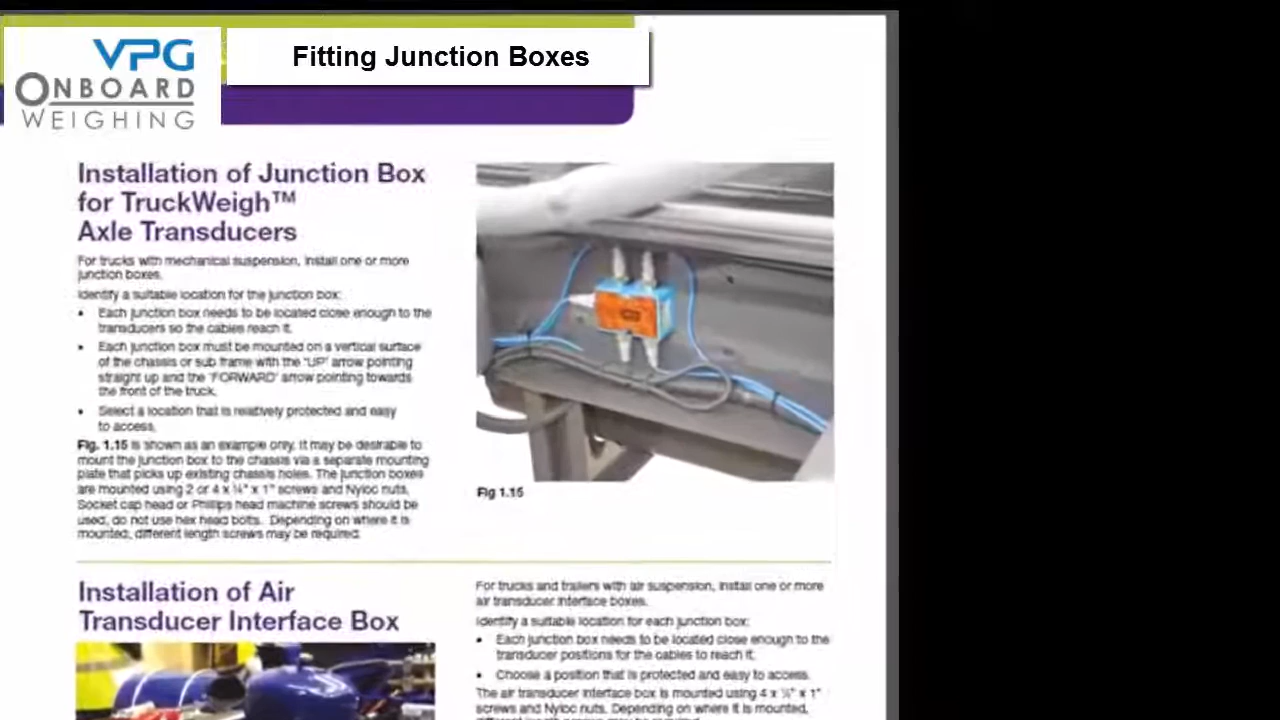 VPG
ONBOARD
WEIGHING
Fitting Junction Boxes
Installation of Junction Box
for TruckWeigh™
Axle Transducers
For trucks with mechanical suspension, install one or more
junction boxes.
Identify a suitable location for the junction box:
• Each junction box needs to be located close enough to the
transducers so the cables reach it.
• Each junction box must be mounted on a vertical surface
of the chassis or sub frame with the "UP" arrow pointing
straight up and the "FORWARD" arrow pointing towards
the front of the truck.
• Select a location that is relatively protected and easy
to access.
Fig. 1.15 is shown as an example only. It may be desirable to
mount the junction box to the chassis via a separate mounting
plate that picks up existing chassis holes. The junction boxes
are mounted using 2 or 4 x ¼" x 1" screws and Nyloc nuts.
Socket cap head or Phillips head machine screws should be
used, do not use hex head bolts. Depending on where it is
mounted, different length screws may be required.
Fig 1.15
Installation of Air
Transducer Interface Box
For trucks and trailers with air suspension, install one or more
air transducer interface boxes.
Identify a suitable location for each junction box:
• Each junction box needs to be located close enough to the
transducer positions for the cables to reach it.
• Choose a position that is protected and easy to access.
The air transducer interface box is mounted using 4 x ¼" x 1"
screws and Nyloc nuts. Depending on where it is mounted,